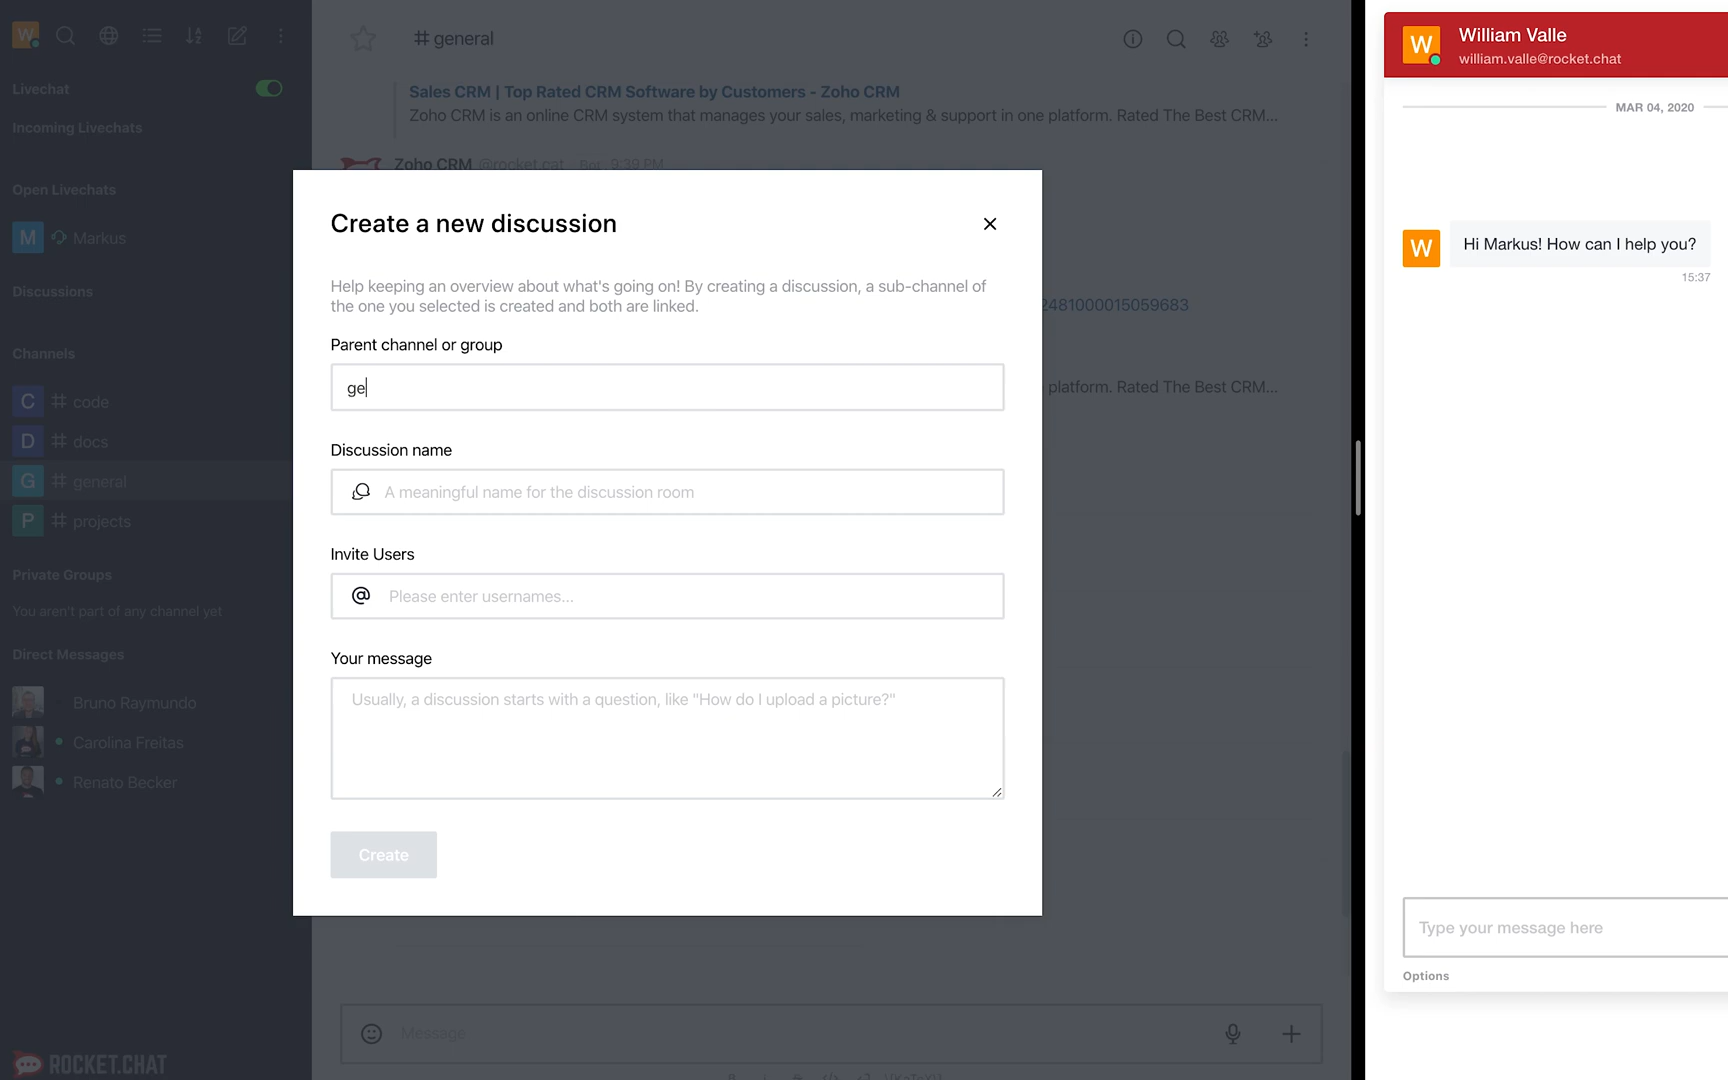 W
Livechat
Incoming Livechats
Open Livechats
M Markus
Discussions
Channels
C # code
D # docs
G # general
P # projects
Private Groups
You aren't part of any channel yet
Direct Messages
Bruno Raymundo
Carolina Freitas
Renato Becker
ROCKET.CHAT
# general
Sales CRM | Top Rated CRM Software by Customers - Zoho CRM
Zoho CRM is an online CRM system that manages your sales, marketing & support in one platform. Rated The Best CRM...
Zoho CRM @rocket.cat Bot 9:39 PM
2481000015059683
platform. Rated The Best CRM...
Create a new discussion
Help keeping an overview about what's going on! By creating a discussion, a sub-channel of
the one you selected is created and both are linked.
Parent channel or group
ge
Discussion name
A meaningful name for the discussion room
Invite Users
@ Please enter usernames...
Your message
Usually, a discussion starts with a question, like "How do I upload a picture?"
Create
Message
W William Valle
william.valle@rocket.chat
MAR 04, 2020
W Hi Markus! How can I help you?
15:37
Type your message here
Options